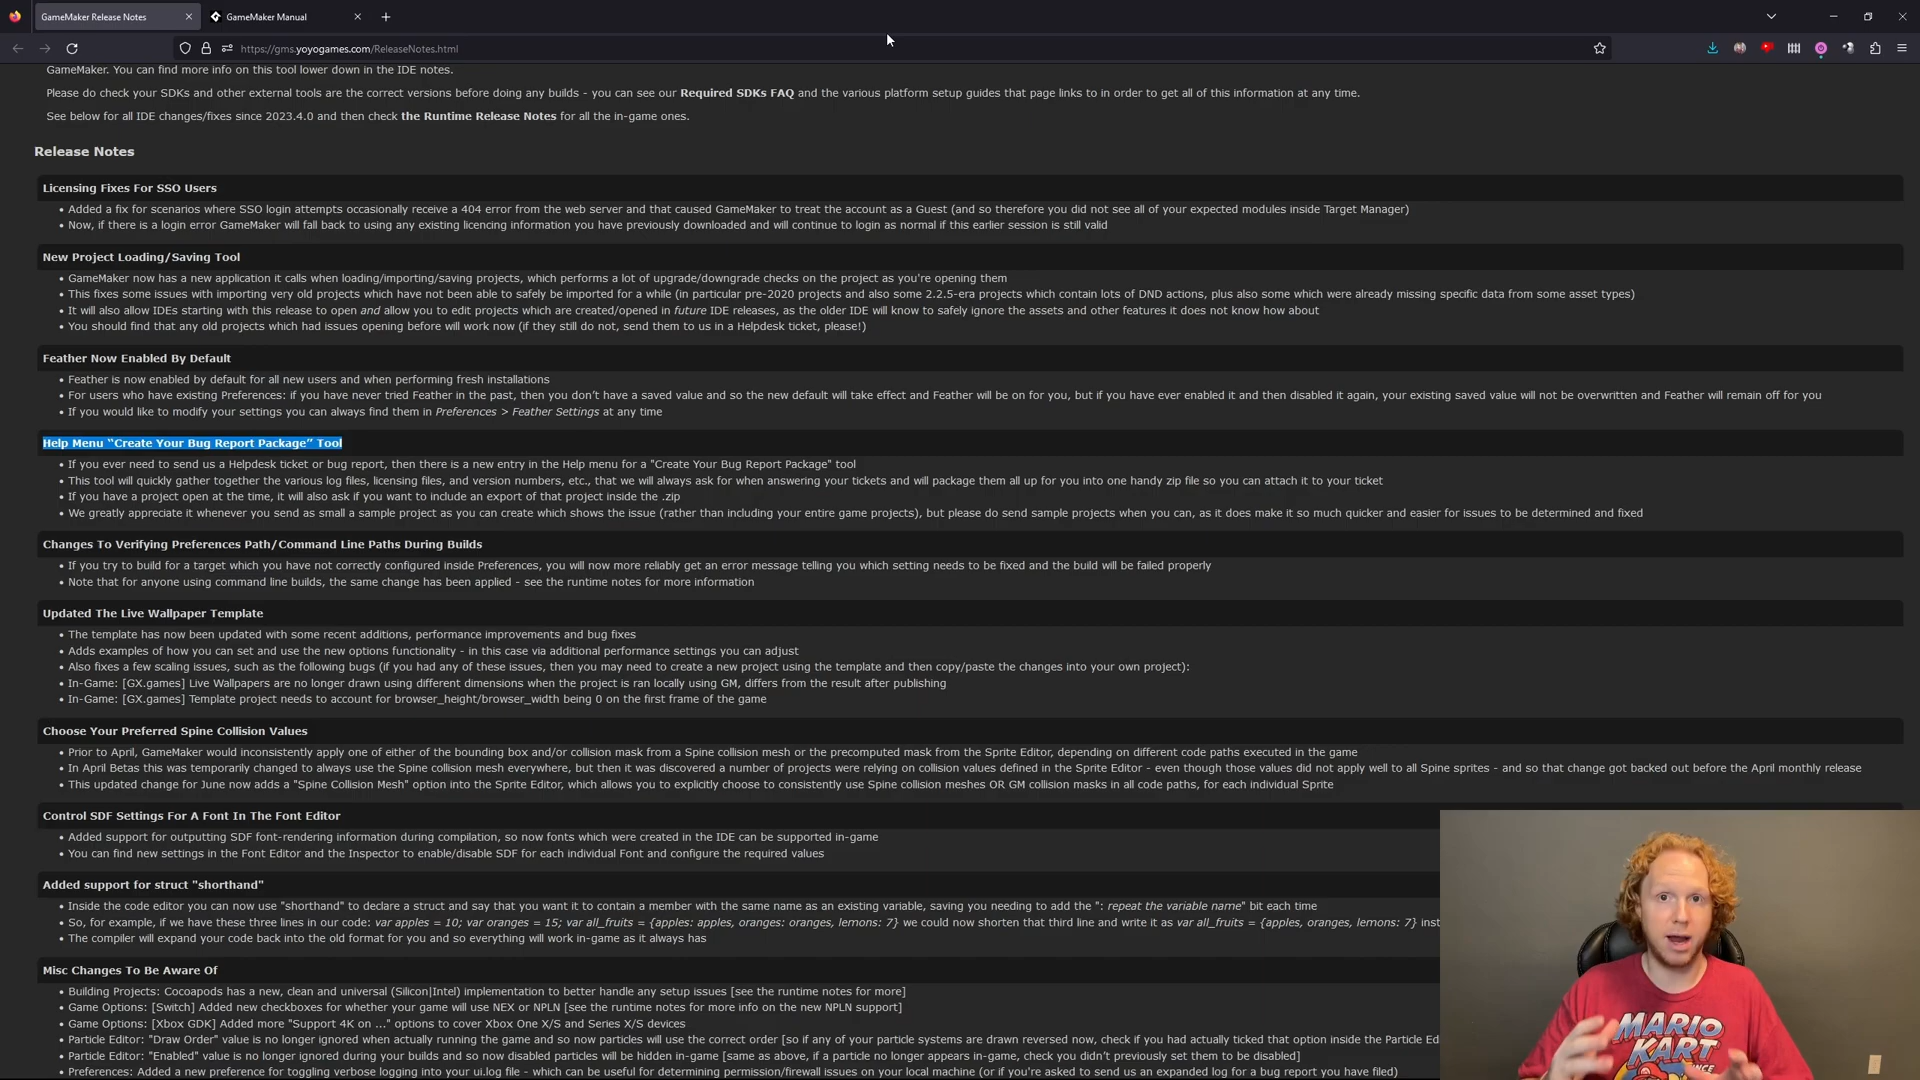 GameMaker Release Notes
GameMaker Manual
https://gms.yoyogames.com/ReleaseNotes.html
GameMaker. You can find more info on this tool lower down in the IDE notes.
Please do check your SDKs and other external tools are the correct versions before doing any builds - you can see our Required SDKs FAQ and the various platform setup guides that page links to in order to get all of this information at any time.
See below for all IDE changes/fixes since 2023.4.0 and then check the Runtime Release Notes for all the in-game ones.
Release Notes
Licensing Fixes For SSO Users
• Added a fix for scenarios where SSO login attempts occasionally receive a 404 error from the web server and that caused GameMaker to treat the account as a Guest (and so therefore you did not see all of your expected modules inside Target Manager)
• Now, if there is a login error GameMaker will fall back to using any existing licencing information you have previously downloaded and will continue to login as normal if this earlier session is still valid
New Project Loading/Saving Tool
• GameMaker now has a new application it calls when loading/importing/saving projects, which performs a lot of upgrade/downgrade checks on the project as you're opening them
• This fixes some issues with importing very old projects which have not been able to safely be imported for a while (in particular pre-2020 projects and also some 2.2.5-era projects which contain lots of DND actions, plus also some which were already missing specific data from some asset types)
• It will also allow IDEs starting with this release to open and allow you to edit projects which are created/opened in future IDE releases, as the older IDE will know to safely ignore the assets and other features it does not know how about
• You should find that any old projects which had issues opening before will work now (if they still do not, send them to us in a Helpdesk ticket, please!)
Feather Now Enabled By Default
• Feather is now enabled by default for all new users and when performing fresh installations
• For users who have existing Preferences: if you have never tried Feather in the past, then you don't have a saved value and so the new default will take effect and Feather will be on for you, but if you have ever enabled it and then disabled it again, your existing saved value will not be overwritten and Feather will remain off for you
• If you would like to modify your settings you can always find them in Preferences > Feather Settings at any time
Help Menu “Create Your Bug Report Package” Tool
• If you ever need to send us a Helpdesk ticket or bug report, then there is a new entry in the Help menu for a "Create Your Bug Report Package" tool
• This tool will quickly gather together the various log files, licensing files, and version numbers, etc., that we will always ask for when answering your tickets and will package them all up for you into one handy zip file so you can attach it to your ticket
• If you have a project open at the time, it will also ask if you want to include an export of that project inside the .zip
• We greatly appreciate it whenever you send as small a sample project as you can create which shows the issue (rather than including your entire game projects), but please do send sample projects when you can, as it does make it so much quicker and easier for issues to be determined and fixed
Changes To Verifying Preferences Path/Command Line Paths During Builds
• If you try to build for a target which you have not correctly configured inside Preferences, you will now more reliably get an error message telling you which setting needs to be fixed and the build will be failed properly
• Note that for anyone using command line builds, the same change has been applied - see the runtime notes for more information
Updated The Live Wallpaper Template
• The template has now been updated with some recent additions, performance improvements and bug fixes
• Adds examples of how you can set and use the new options functionality - in this case via additional performance settings you can adjust
• Also fixes a few scaling issues, such as the following bugs (if you had any of these issues, then you may need to create a new project using the template and then copy/paste the changes into your own project):
• In-Game: [GX.games] Live Wallpapers are no longer drawn using different dimensions when the project is ran locally using GM, differs from the result after publishing
• In-Game: [GX.games] Template project needs to account for browser_height/browser_width being 0 on the first frame of the game
Choose Your Preferred Spine Collision Values
• Prior to April, GameMaker would inconsistently apply one of either of the bounding box and/or collision mask from a Spine collision mesh or the precomputed mask from the Sprite Editor, depending on different code paths executed in the game
• In April Betas this was temporarily changed to always use the Spine collision mesh everywhere, but then it was discovered a number of projects were relying on collision values defined in the Sprite Editor - even though those values did not apply well to all Spine sprites - and so that change got backed out before the April monthly release
• This updated change for June now adds a "Spine Collision Mesh" option into the Sprite Editor, which allows you to explicitly choose to consistently use Spine collision meshes OR GM collision masks in all code paths, for each individual Sprite
Control SDF Settings For A Font In The Font Editor
• Added support for outputting SDF font-rendering information during compilation, so now fonts which were created in the IDE can be supported in-game
• You can find new settings in the Font Editor and the Inspector to enable/disable SDF for each individual Font and configure the required values
Added support for struct "shorthand"
• Inside the code editor you can now use "shorthand" to declare a struct and say that you want it to contain a member with the same name as an existing variable, saving you needing to add the ": repeat the variable name" bit each time
• So, for example, if we have these three lines in our code: var apples = 10; var oranges = 15; var all_fruits = {apples: apples, oranges: oranges, lemons: 7} we could now shorten that third line and write it as var all_fruits = {apples, oranges, lemons: 7} inst
• The compiler will expand your code back into the old format for you and so everything will work in-game as it always has
Misc Changes To Be Aware Of
• Building Projects: Cocoapods has a new, clean and universal (Silicon|Intel) implementation to better handle any setup issues [see the runtime notes for more]
• Game Options: [Switch] Added new checkboxes for whether your game will use NEX or NPLN [see the runtime notes for more info on the new NPLN support]
• Game Options: [Xbox GDK] Added more "Support 4K on ..." options to cover Xbox One X/S and Series X/S devices
• Particle Editor: "Draw Order" value is no longer ignored when actually running the game and so now particles will use the correct order [so if any of your particle systems are drawn reversed now, check if you had actually ticked that option inside the Particle Ed
• Particle Editor: "Enabled" value is no longer ignored during your builds and so now disabled particles will be hidden in-game [same as above, if a particle no longer appears in-game, check you didn't previously set them to be disabled]
• Preferences: Added a new preference for toggling verbose logging into your ui.log file - which can be useful for determining permission/firewall issues on your local machine (or if you're asked to send us an expanded log for a bug report you have filed)
MARIO
KART